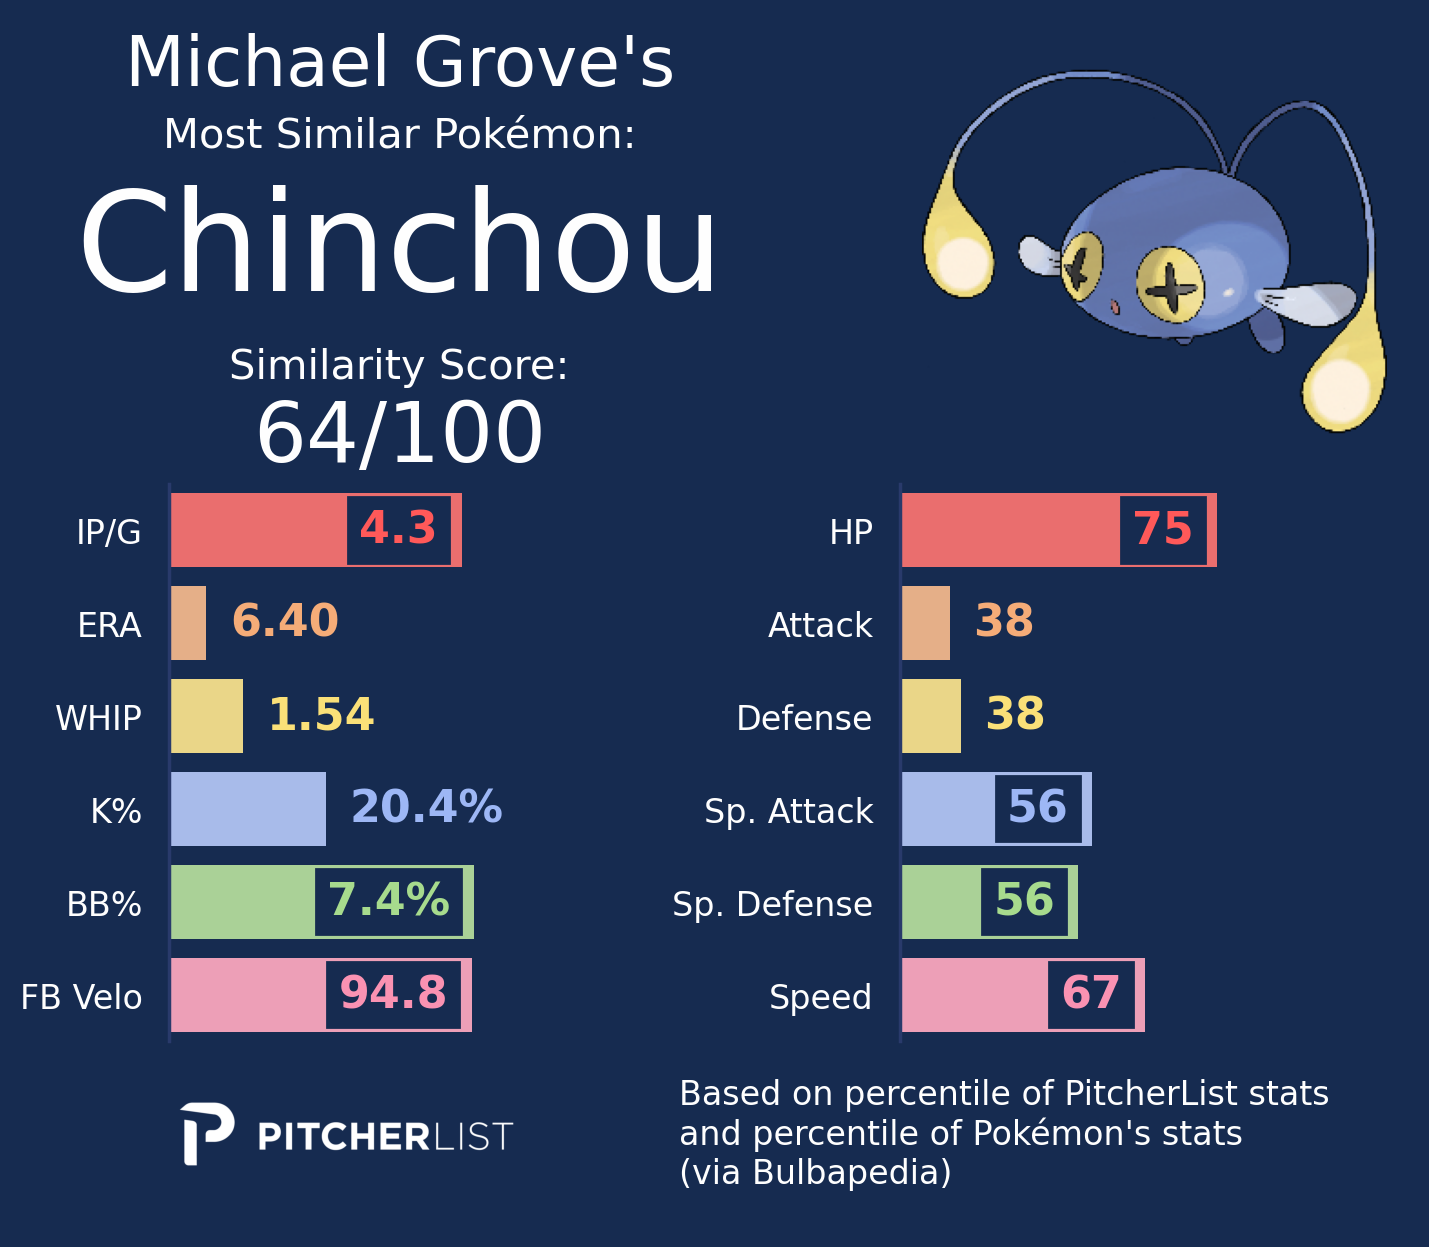 Michael Grove's
Most Similar Pokémon:
Chinchou
Similarity Score:
64/100
IP/G 4.3
ERA 6.40
WHIP 1.54
K% 20.4%
BB% 7.4%
FB Velo 94.8
HP 75
Attack 38
Defense 38
Sp. Attack 56
Sp. Defense 56
Speed 67
PITCHERLIST
Based on percentile of PitcherList stats
and percentile of Pokémon's stats
(via Bulbapedia)